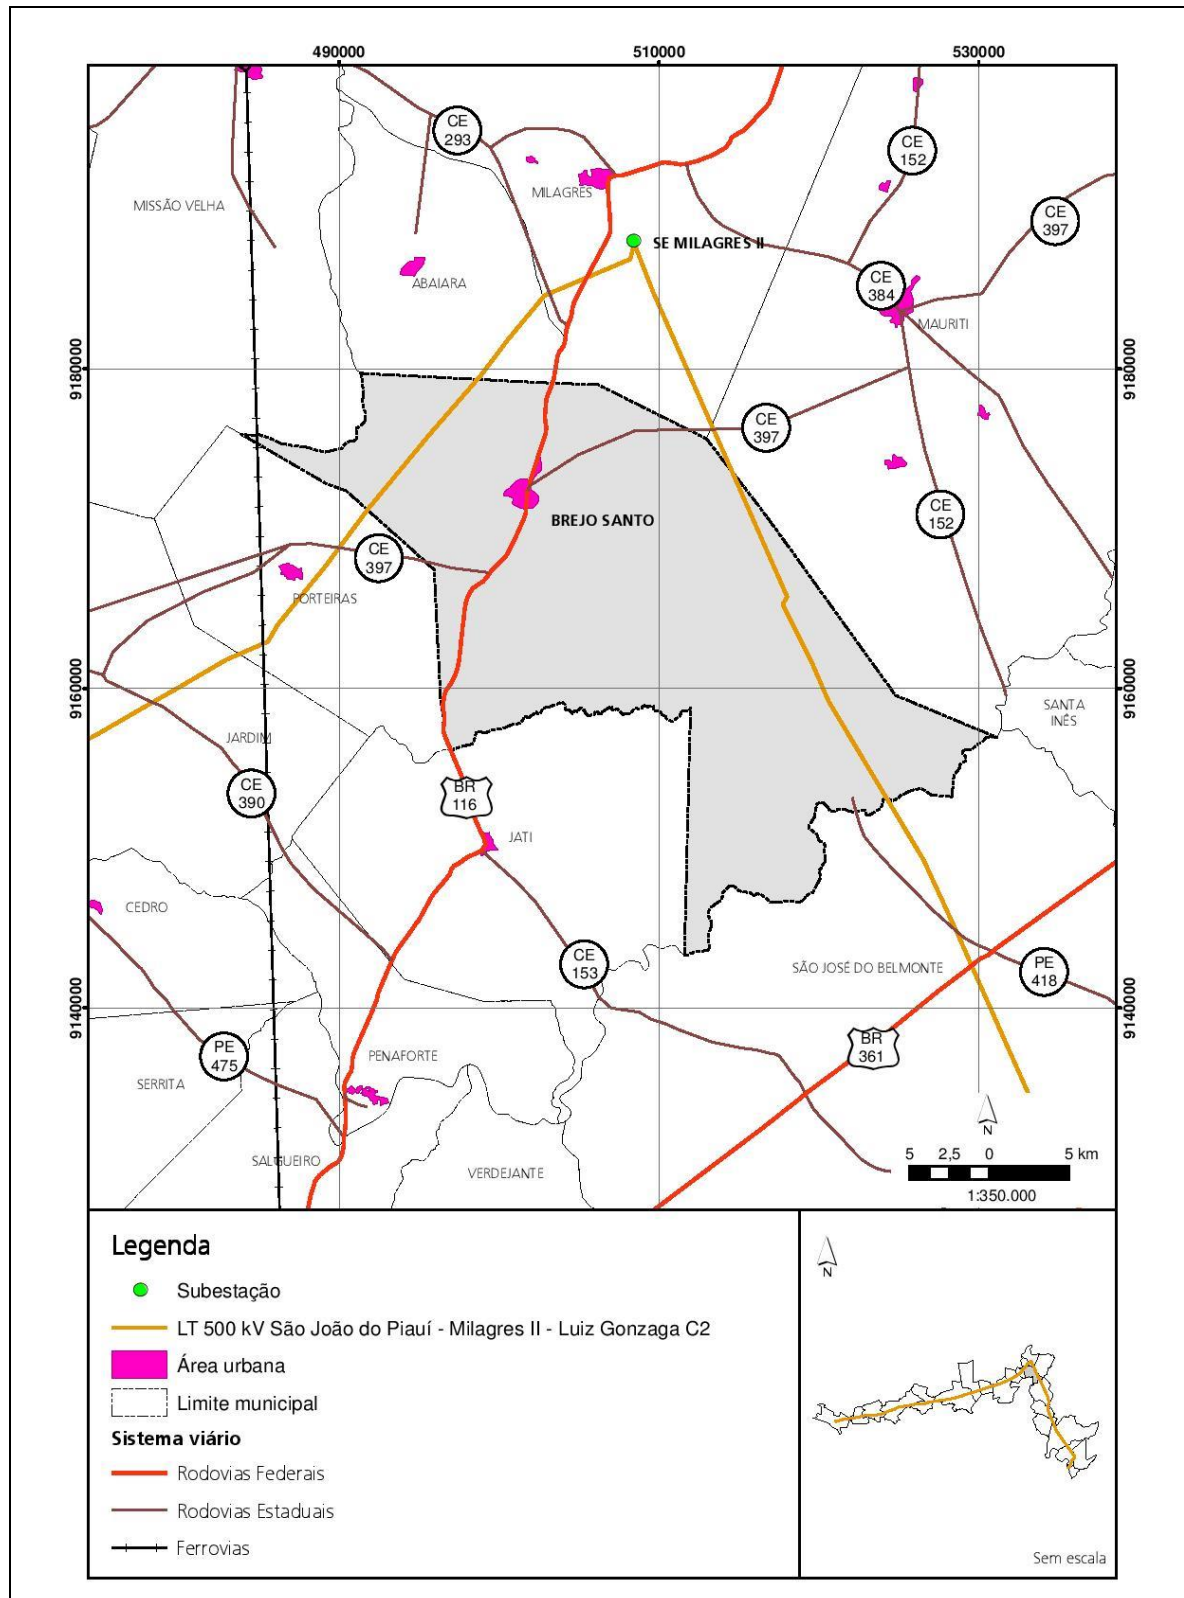 490000
510000
530000
CE
293
CE
152
MISSÃO VELHA
MILAGRES
CE
397
SE MILAGRES II
ABAIARA
CE
384
MAURITI
9180000
9180000
CE
397
BREJO SANTO
CE
152
CE
397
PORTEIRAS
9160000
9160000
SANTA
INÊS
JARDIM
CE
390
BR
116
JATI
CEDRO
CE
153
SÃO JOSÉ DO BELMONTE
PE
418
9140000
9140000
PE
475
PENAFORTE
BR
361
SERRITA
N
SALGUEIRO
VERDEJANTE
5 2,5 0 5 km
1:350.000
Legenda
Subestação
LT 500 kV São João do Piauí - Milagres II - Luiz Gonzaga C2
Área urbana
Limite municipal
Sistema viário
Rodovias Federais
Rodovias Estaduais
Ferrovias
N
Sem escala